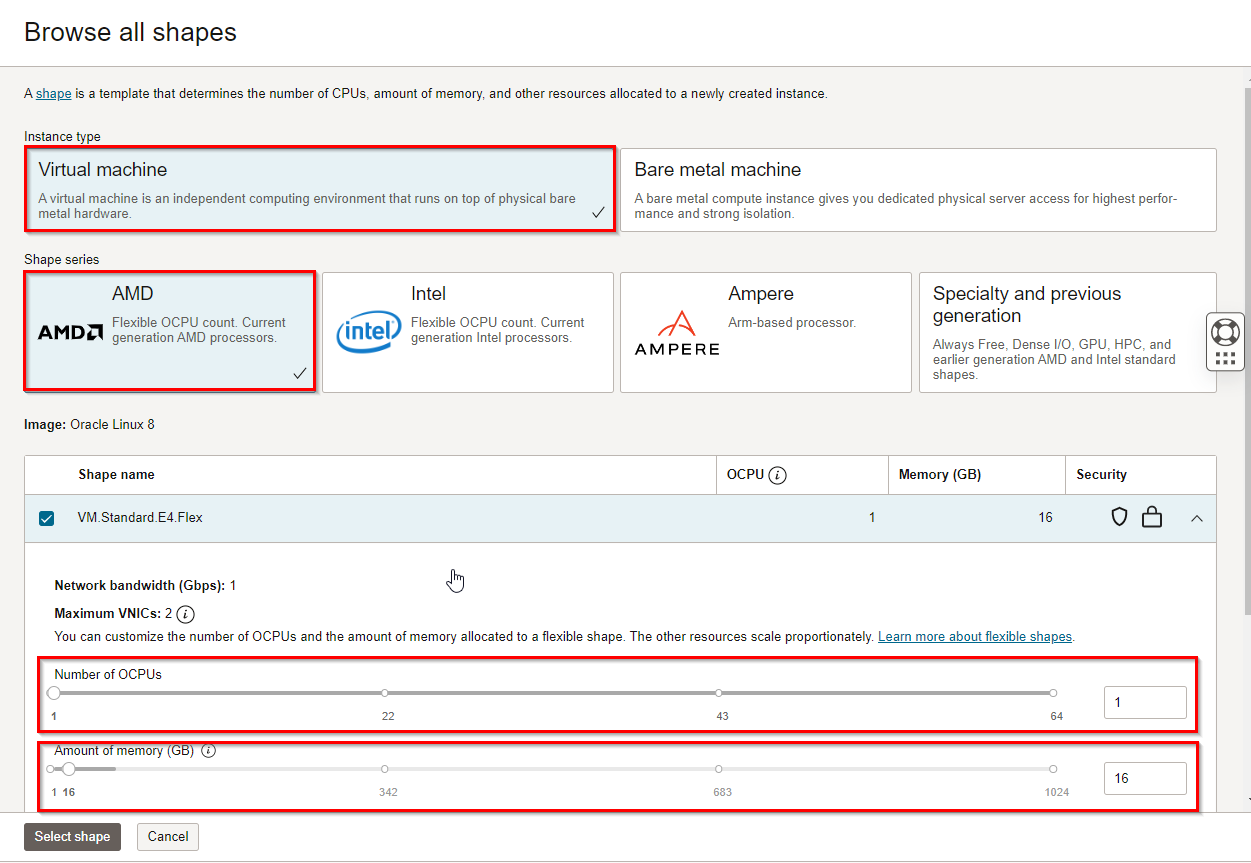 Browse all shapes
A shape is a template that determines the number of CPUs, amount of memory, and other resources allocated to a newly created instance.
Instance type
Virtual machine
A virtual machine is an independent computing environment that runs on top of physical bare
metal hardware.
Bare metal machine
A bare metal compute instance gives you dedicated physical server access for highest perfor-
mance and strong isolation.
Shape series
AMD
AMD
Flexible OCPU count. Current
generation AMD processors.
Intel
intel
Flexible OCPU count. Current
generation Intel processors.
Ampere
AMPERE
Arm-based processor.
Specialty and previous
generation
Always Free, Dense I/O, GPU, HPC, and
earlier generation AMD and Intel standard
shapes.
Image: Oracle Linux 8
Shape name OCPU i Memory (GB) Security
VM.Standard.E4.Flex 1 16
Network bandwidth (Gbps): 1
Maximum VNICs: 2 i
You can customize the number of OCPUs and the amount of memory allocated to a flexible shape. The other resources scale proportionately. Learn more about flexible shapes.
Number of OCPUs
1
1 22 43 64
Amount of memory (GB) i
16
1 16 342 683 1024
Select shape Cancel